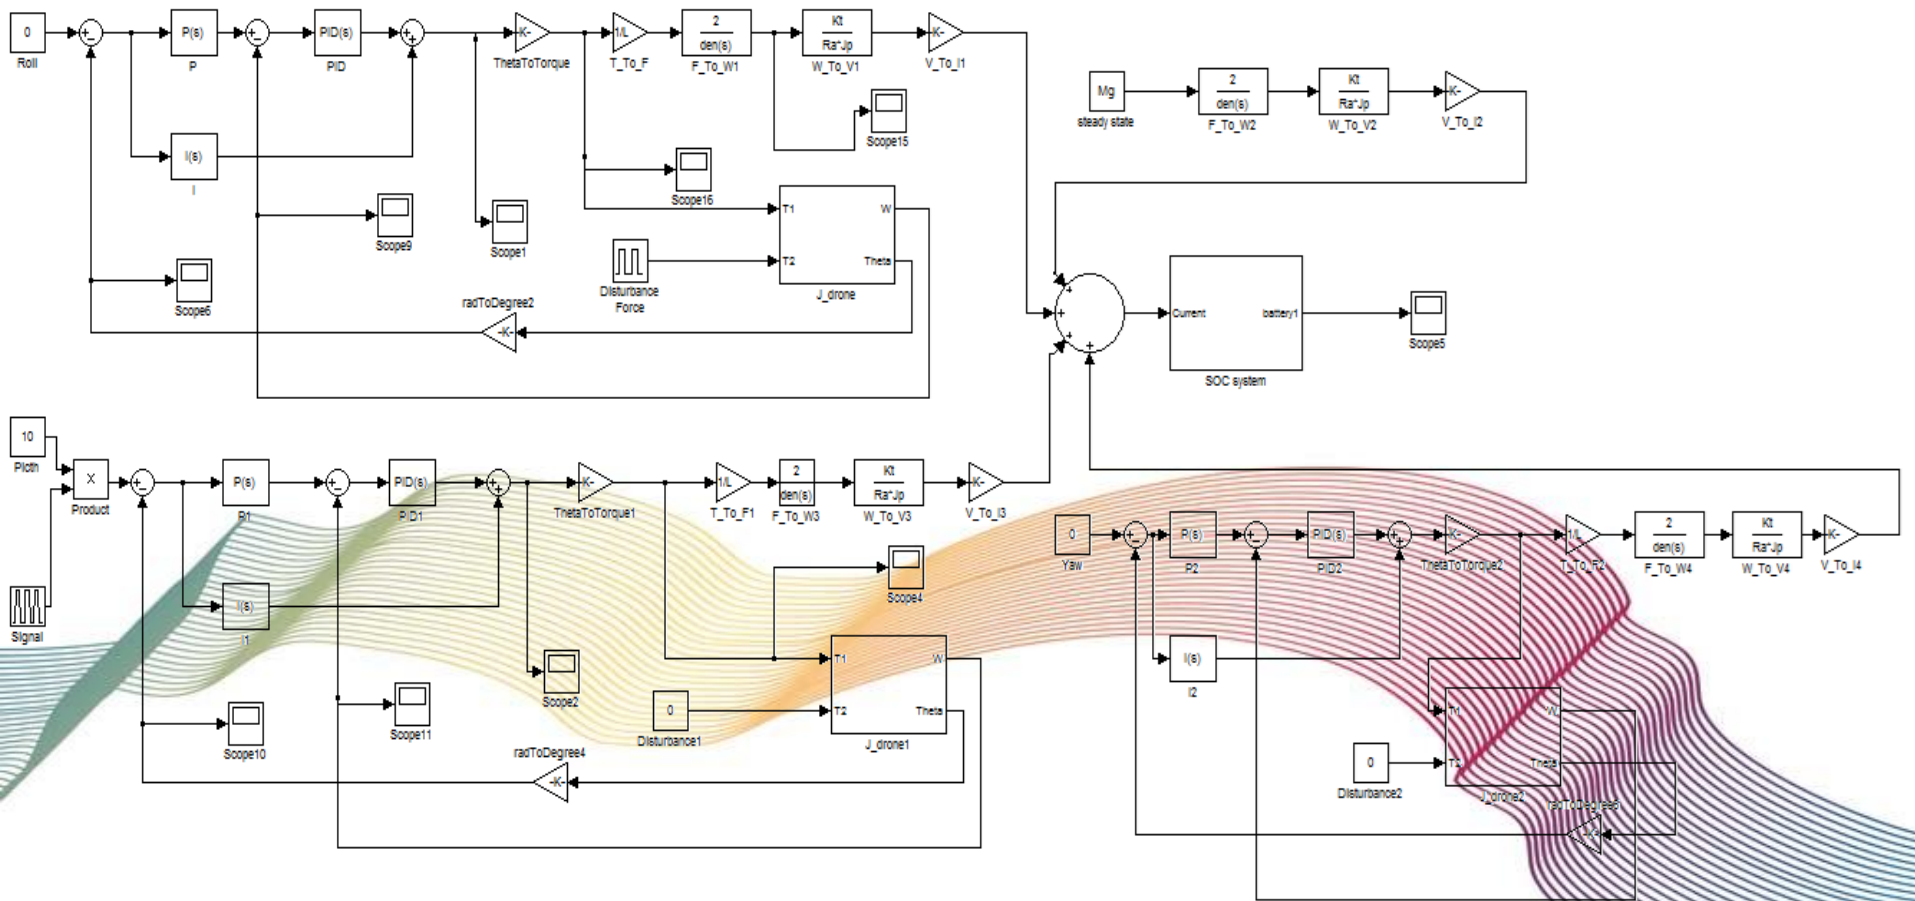 0
Roll
P(s)
P
PID(s)
PID
K-
ThetaToTorque
1/L
T_To_F
2
den(s)
F_To_W1
Kt
Ra*Jp
W_To_V1
K-
V_To_I1
I(s)
I
Scope6
Scope9
Scope1
Scope16
Scope15
Disturbance
Force
T1
T2
W
Theta
J_drone
radToDegree2
-K-
Mg
steady state
2
den(s)
F_To_W2
Kt
Ra*Jp
W_To_V2
K-
V_To_I2
Current
battery1
SOC system
Scope5
10
Picth
X
Product
Signal
P(s)
P1
PID(s)
PID1
K-
ThetaToTorque1
1/L
T_To_F1
2
den(s)
F_To_W3
Kt
Ra*Jp
W_To_V3
K-
V_To_I3
I(s)
I1
Scope10
Scope11
Scope2
Scope4
0
Disturbance1
T1
T2
W
Theta
J_drone1
radToDegree4
-K-
0
Yaw
P(s)
P2
PID(s)
PID2
K-
ThetaToTorque2
1/L
2
den(s)
F_To_W4
Kt
Ra*Jp
W_To_V4
K-
V_To_I4
I(s)
I2
0
Disturbance2
T1
T2
W
Theta
J_drone2